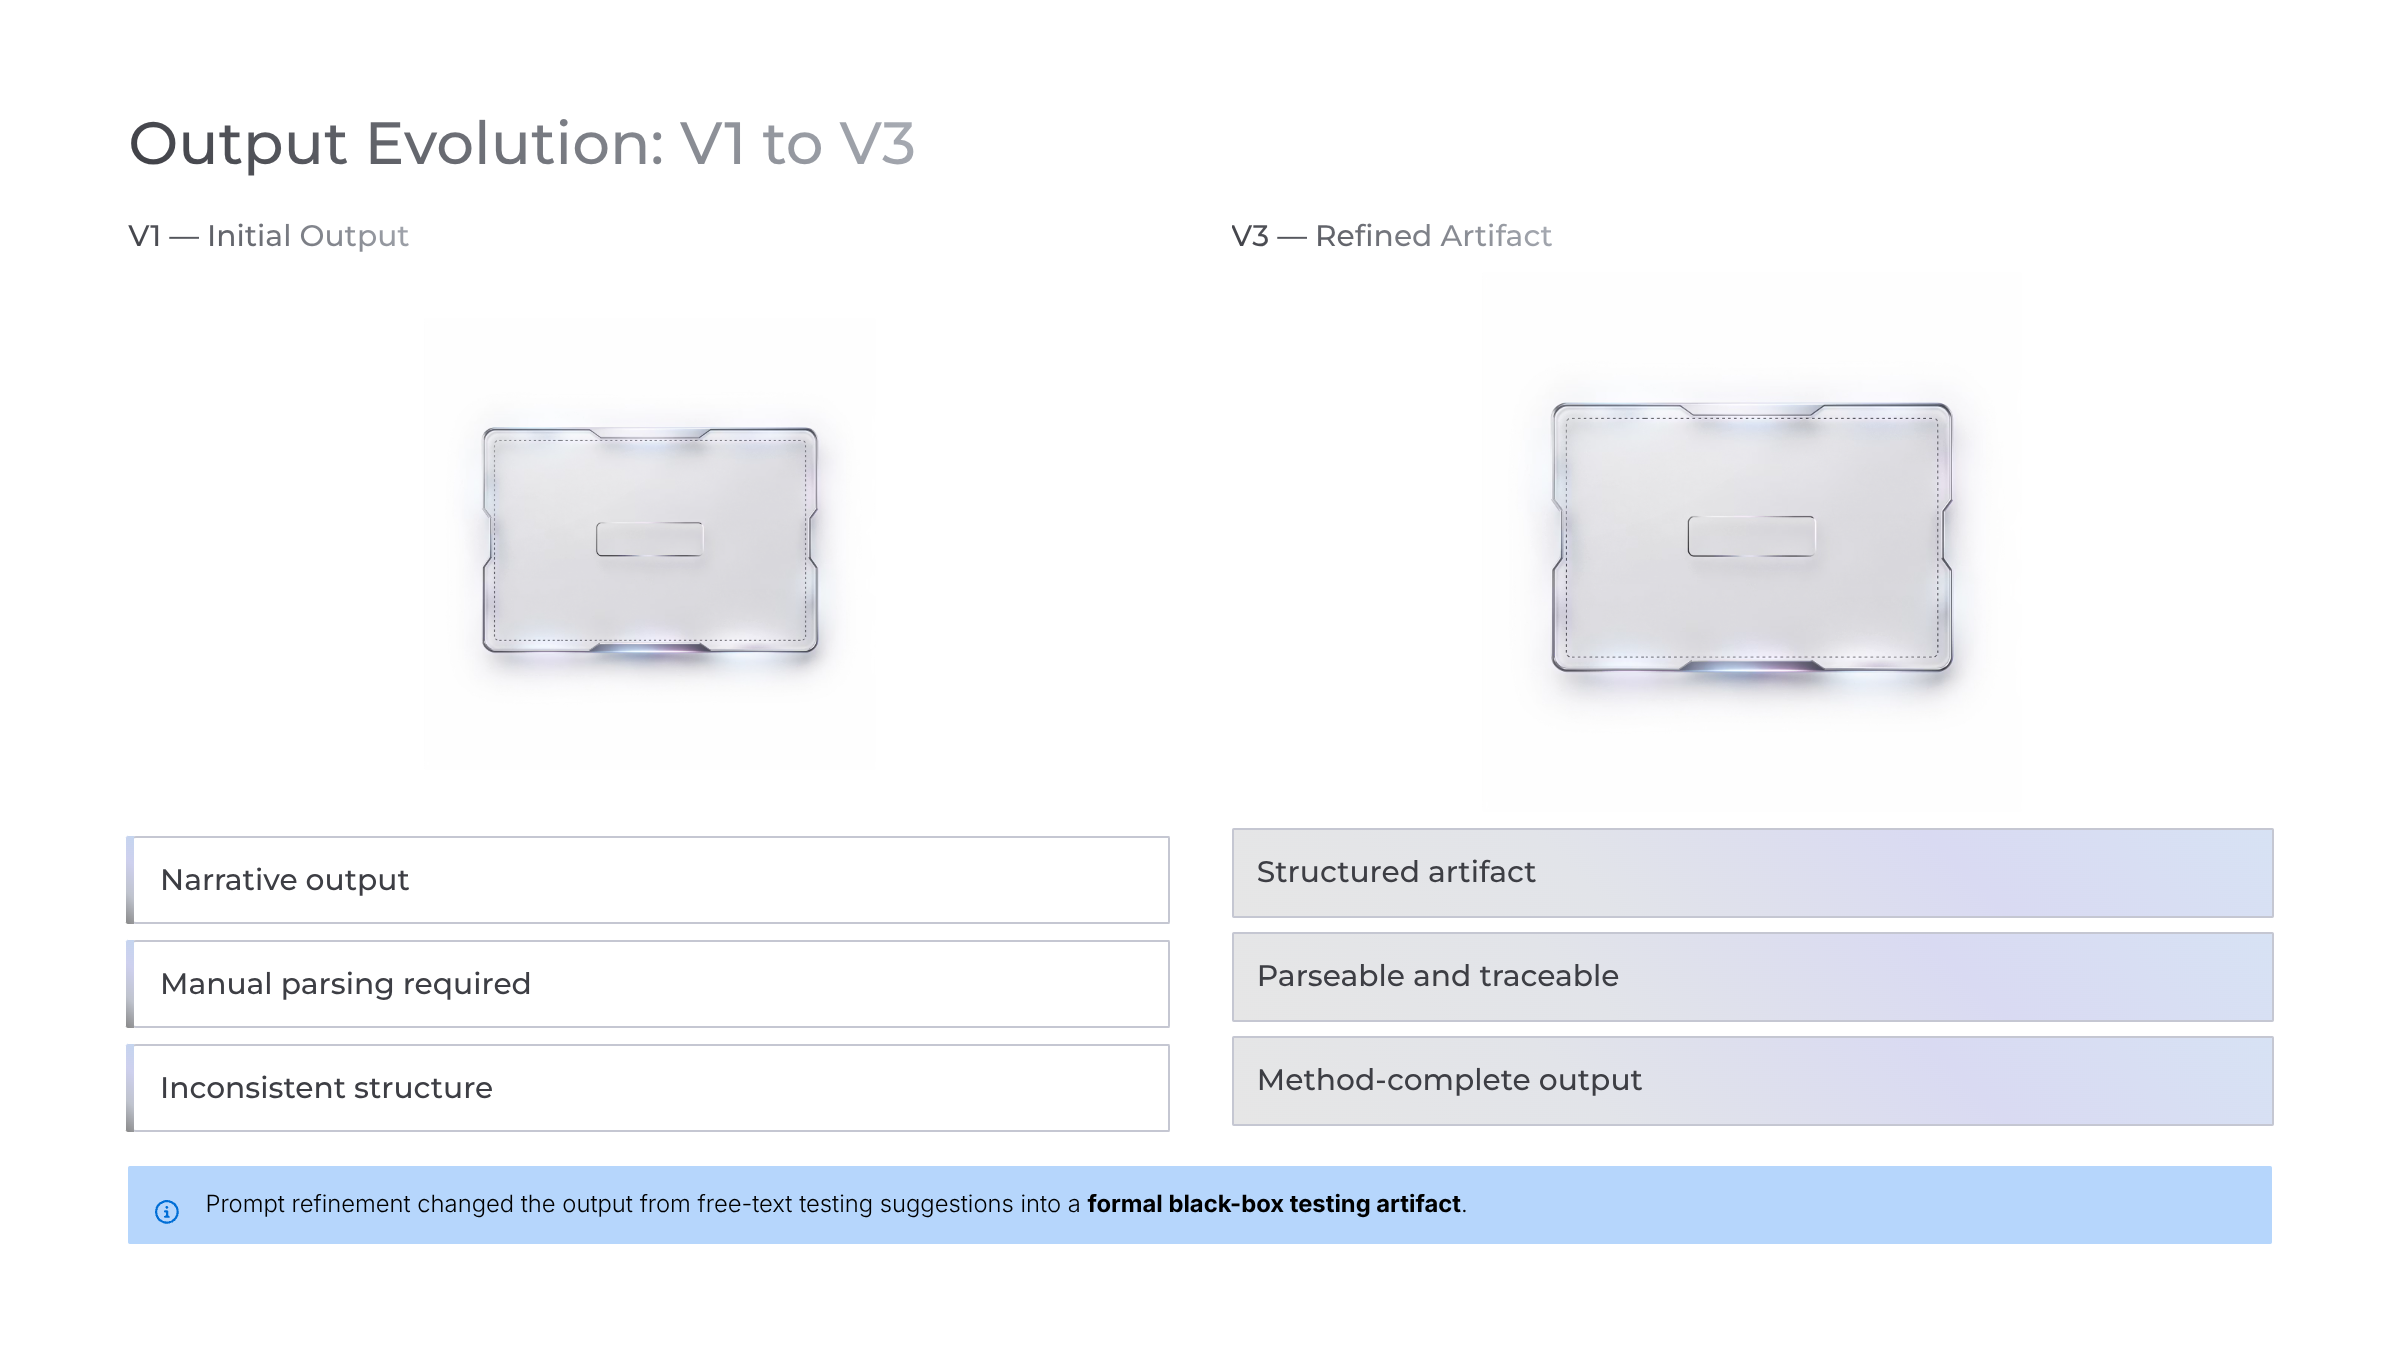 Output Evolution: V1 to V3
V1 — Initial Output
Narrative output
Manual parsing required
Inconsistent structure
V3 — Refined Artifact
Structured artifact
Parseable and traceable
Method-complete output
Prompt refinement changed the output from free-text testing suggestions into a formal black-box testing artifact.